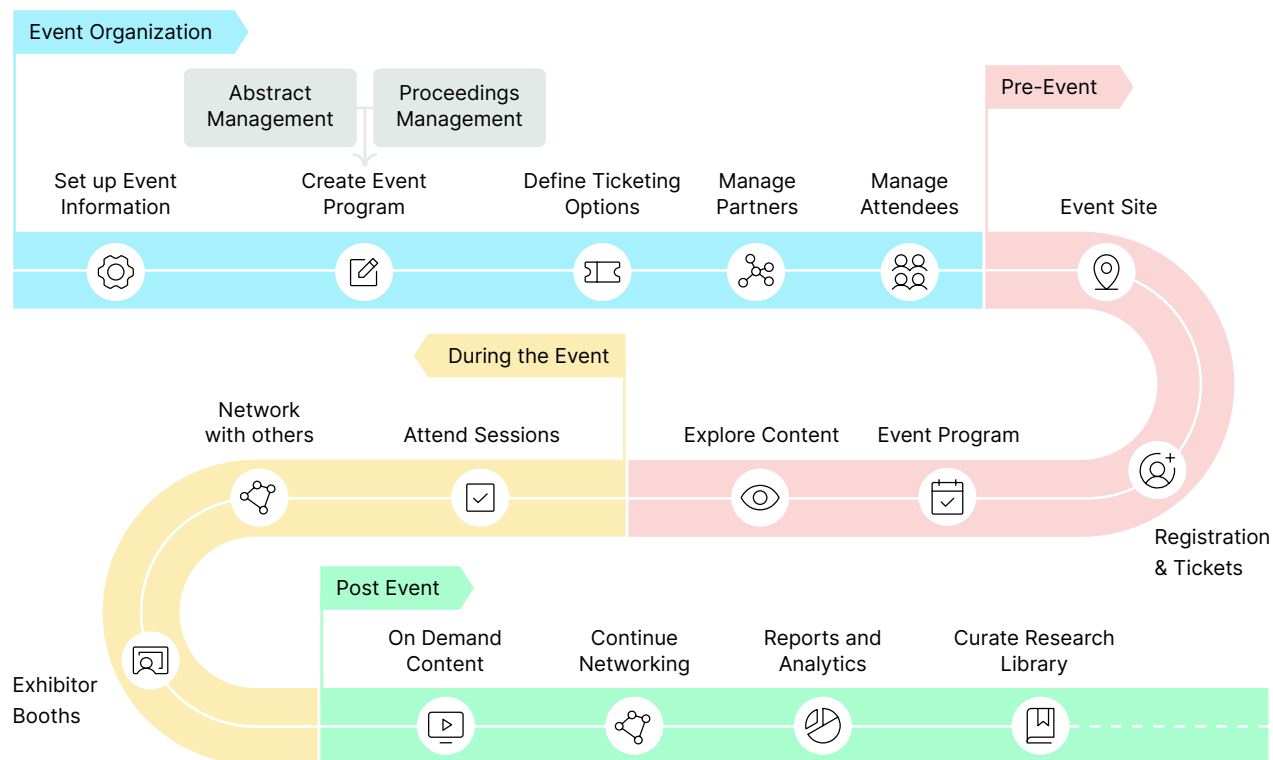 Event Organization
Abstract
Management
Proceedings
Management
Pre-Event
Set up Event
Information
Create Event
Program
Define Ticketing
Options
Manage
Partners
Manage
Attendees
Event Site
Registration
& Tickets
Event Program
Explore Content
During the Event
Attend Sessions
Network
with others
Exhibitor
Booths
Post Event
On Demand
Content
Continue
Networking
Reports and
Analytics
Curate Research
Library